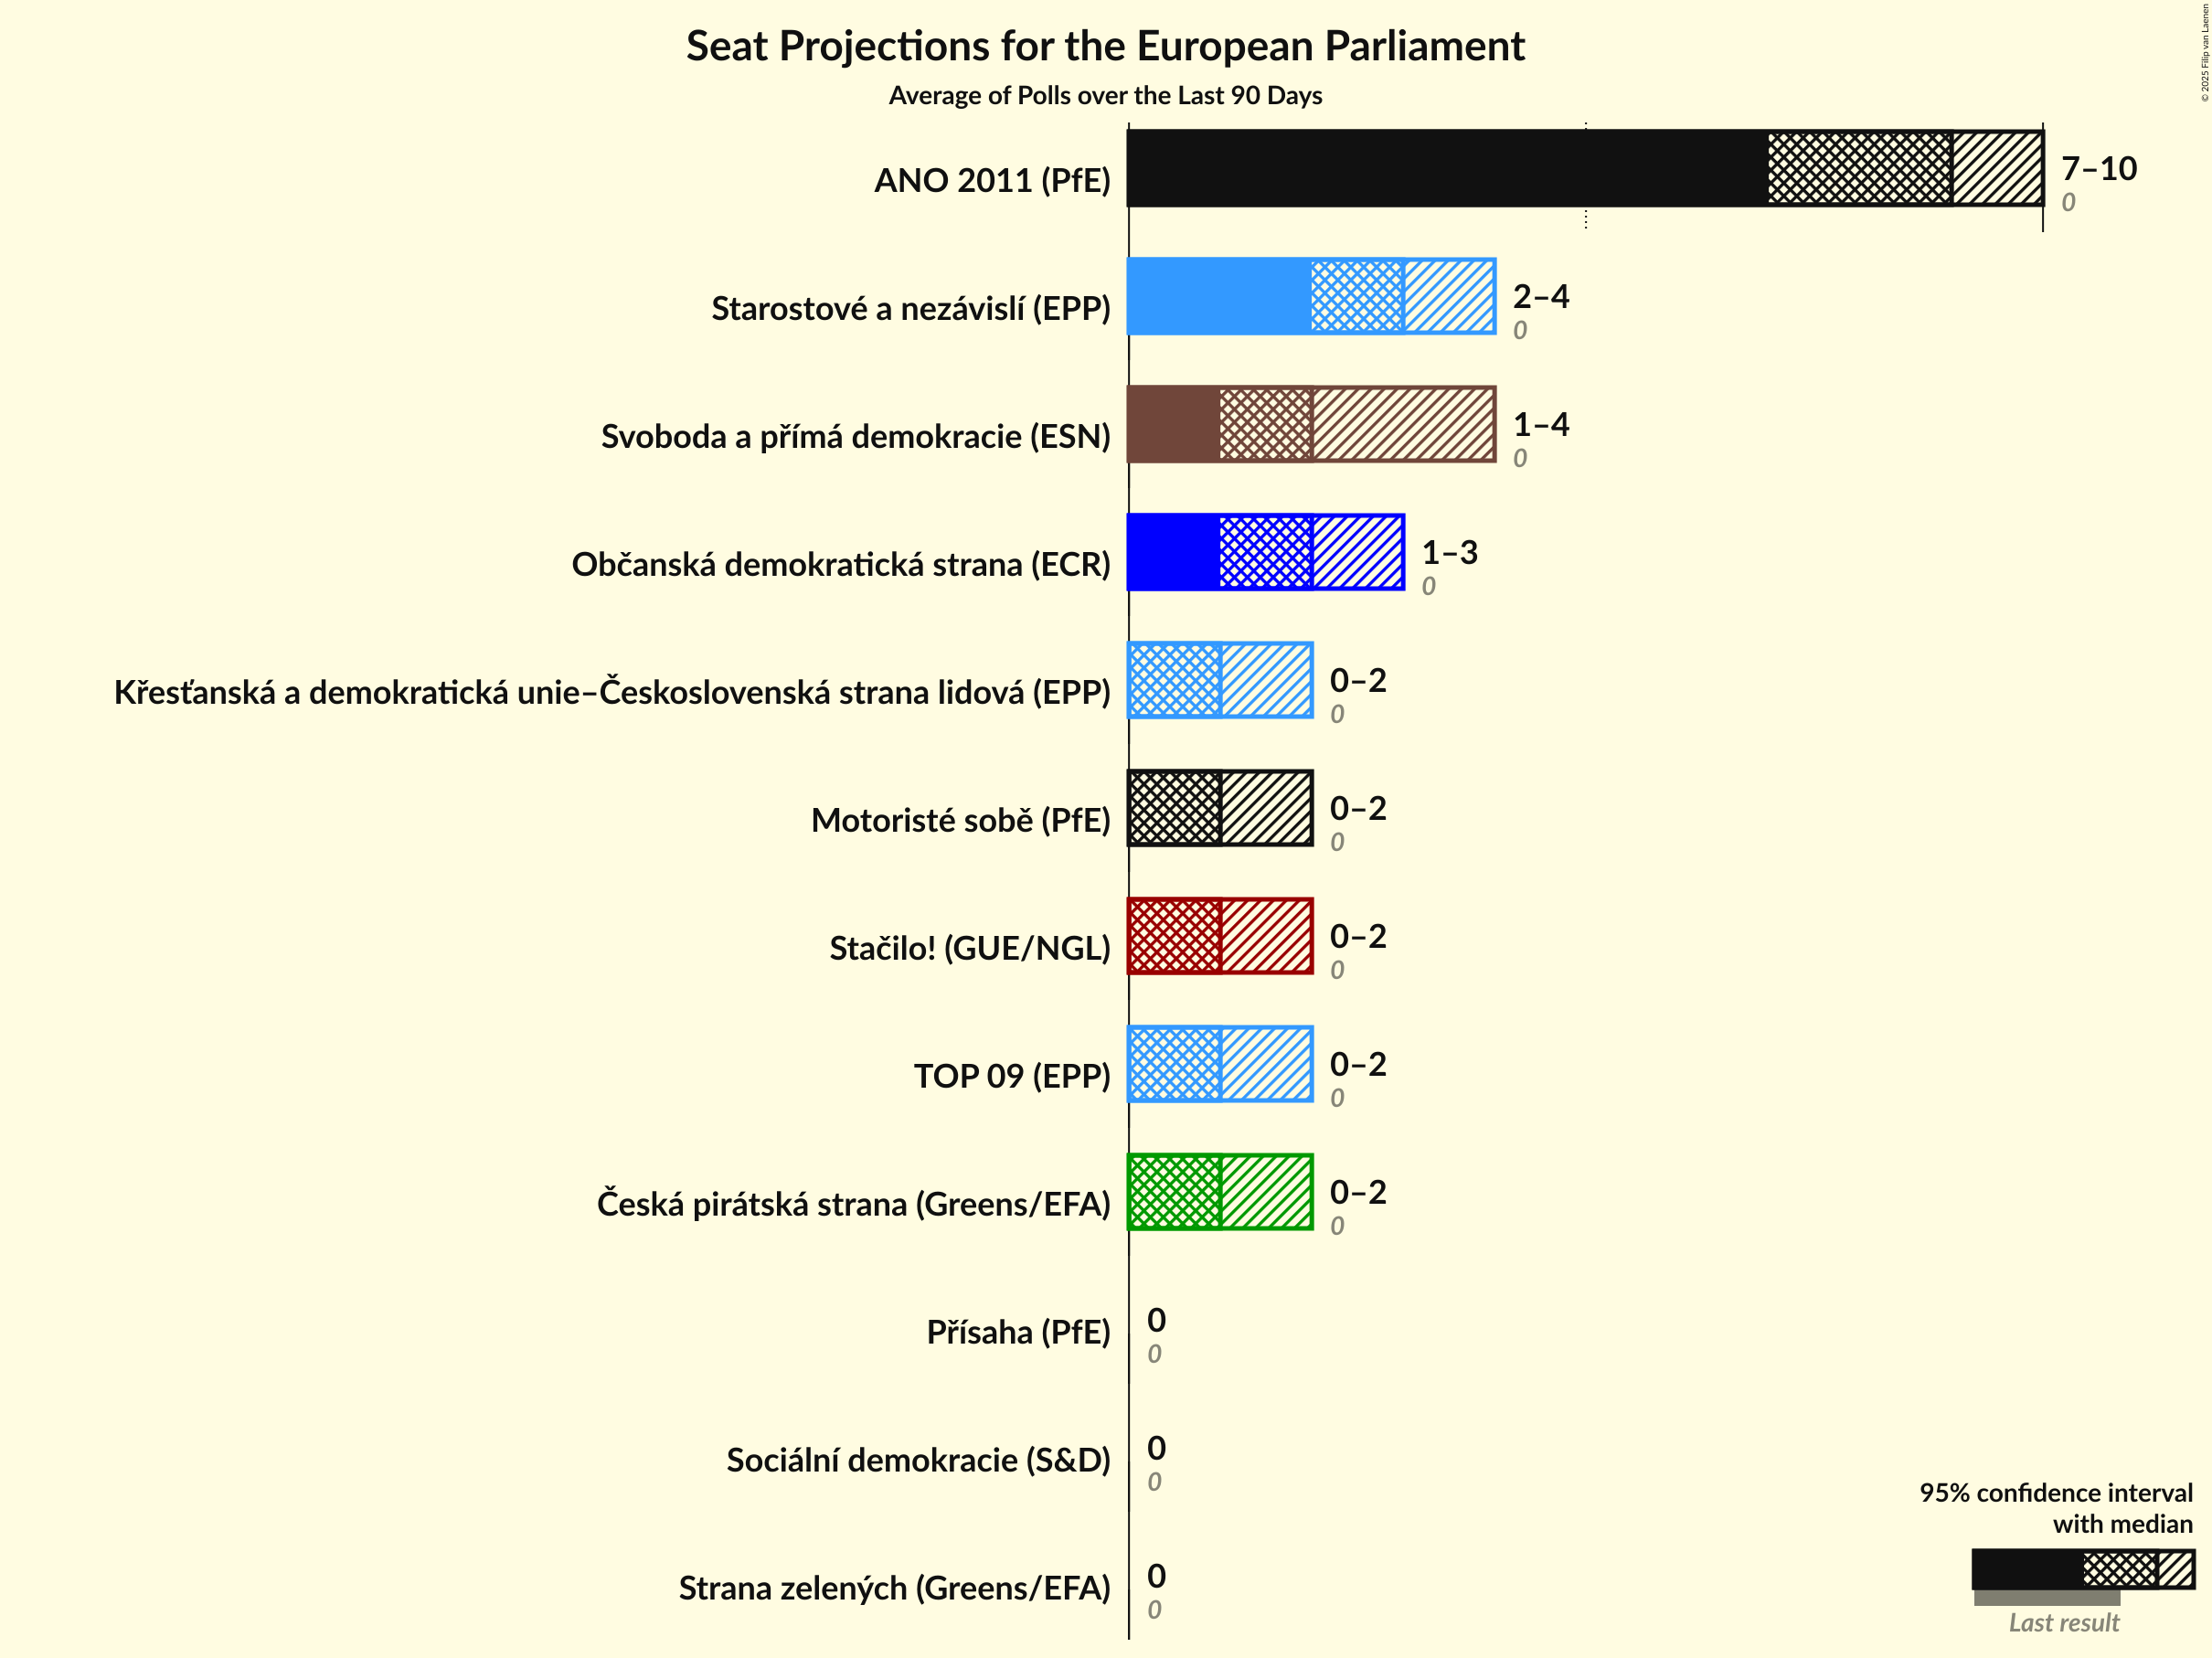 Seat Projections for the European Parliament
Average of Polls over the Last 90 Days
© 2025 Filip van Laenen
ANO 2011 (PfE)
7–10
0
Starostové a nezávislí (EPP)
2–4
0
Svoboda a přímá demokracie (ESN)
1–4
0
Občanská demokratická strana (ECR)
1–3
0
Křesťanská a demokratická unie–Československá strana lidová (EPP)
0–2
0
Motoristé sobě (PfE)
0–2
0
Stačilo! (GUE/NGL)
0–2
0
TOP 09 (EPP)
0–2
0
Česká pirátská strana (Greens/EFA)
0–2
0
Přísaha (PfE)
0
0
Sociální demokracie (S&D)
0
0
Strana zelených (Greens/EFA)
0
0
95% confidence interval
with median
Last result